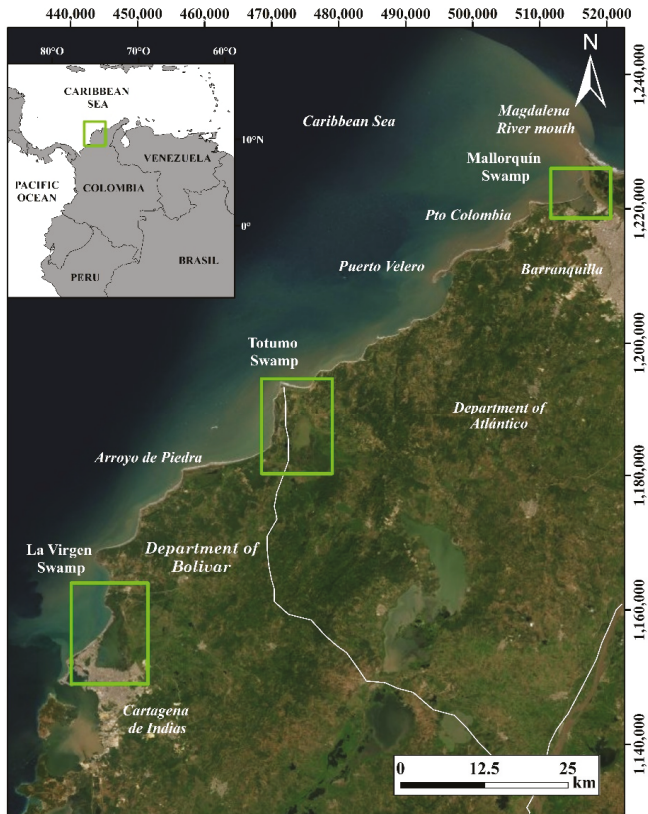 440,000 450,000 460,000 470,000 480,000 490,000 500,000 510,000 520,000
80°O 70°O 60°O
N
1,240,000
CARIBBEAN
SEA
10°N
VENEZUELA
PACIFIC
OCEAN
COLOMBIA
0°
BRASIL
PERU
Caribbean Sea
Magdalena
River mouth
Mallorquín
Swamp
1,220,000
Pto Colombia
Puerto Velero
Barranquilla
1,200,000
Totumo
Swamp
Department of
Atlántico
Arroyo de Piedra
1,180,000
La Virgen
Swamp
Department of
Bolivar
1,160,000
Cartagena
de Indias
1,140,000
0 12.5 25
km